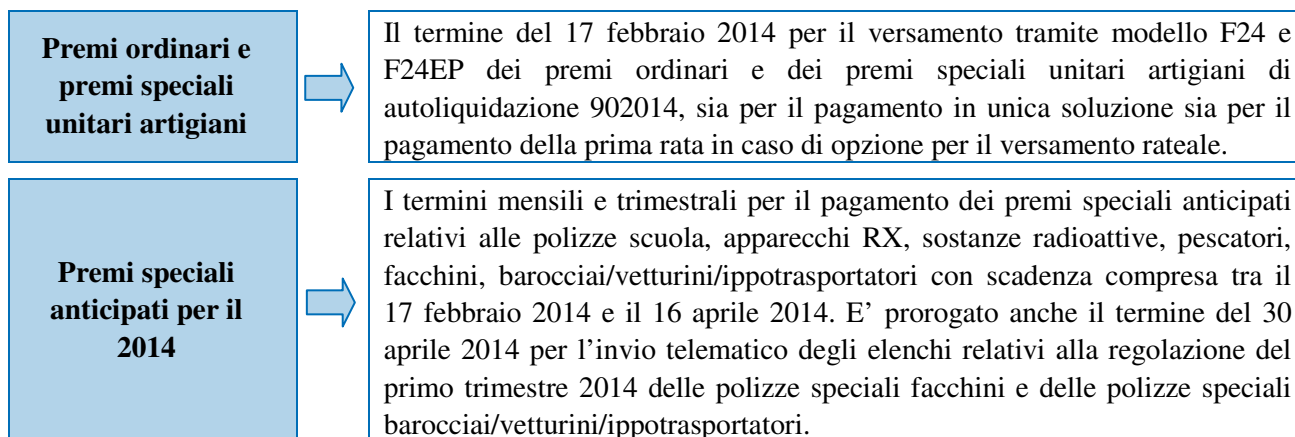 Premi ordinari e
premi speciali
unitari artigiani
Il termine del 17 febbraio 2014 per il versamento tramite modello F24 e
F24EP dei premi ordinari e dei premi speciali unitari artigiani di
autoliquidazione 902014, sia per il pagamento in unica soluzione sia per il
pagamento della prima rata in caso di opzione per il versamento rateale.
Premi speciali
anticipati per il
2014
I termini mensili e trimestrali per il pagamento dei premi speciali anticipati
relativi alle polizze scuola, apparecchi RX, sostanze radioattive, pescatori,
facchini, barocciai/vetturini/ippotrasportatori con scadenza compresa tra il
17 febbraio 2014 e il 16 aprile 2014. E’ prorogato anche il termine del 30
aprile 2014 per l’invio telematico degli elenchi relativi alla regolazione del
primo trimestre 2014 delle polizze speciali facchini e delle polizze speciali
barocciai/vetturini/ippotrasportatori.